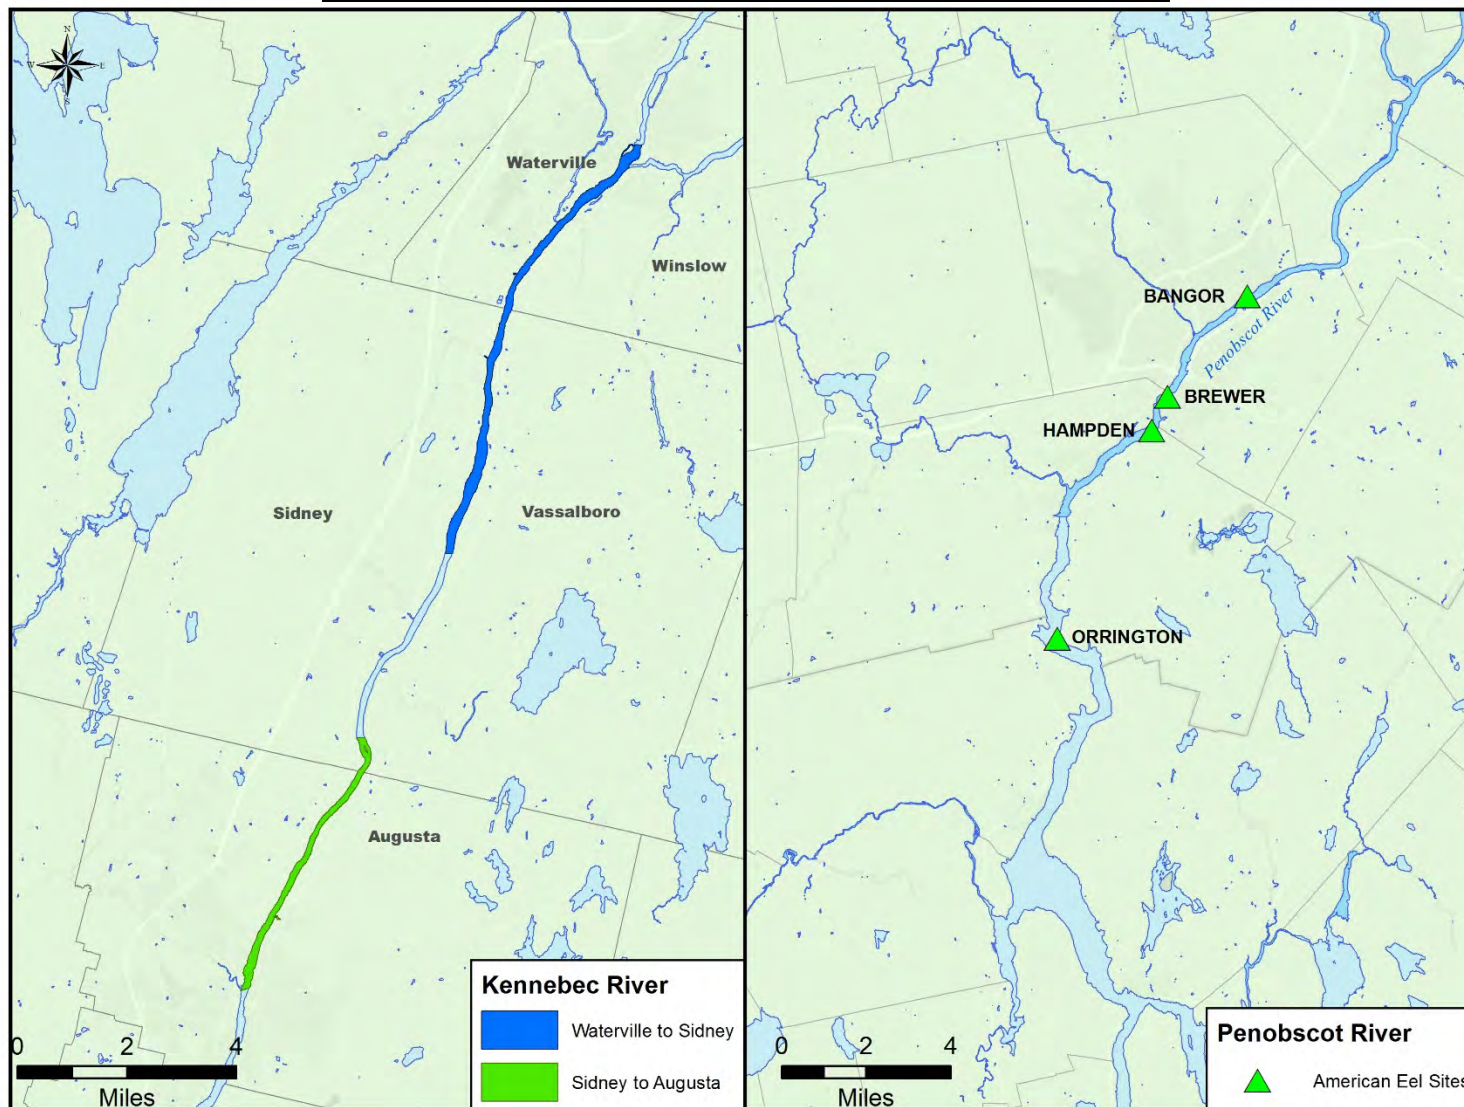 N
W E
S
Waterville
Winslow
Sidney
Vassalboro
Augusta
0 2 4
Miles
Kennebec River
Waterville to Sidney
Sidney to Augusta
BANGOR
Penobscot River
BREWER
HAMPDEN
ORRINGTON
0 2 4
Miles
Penobscot River
American Eel Sites